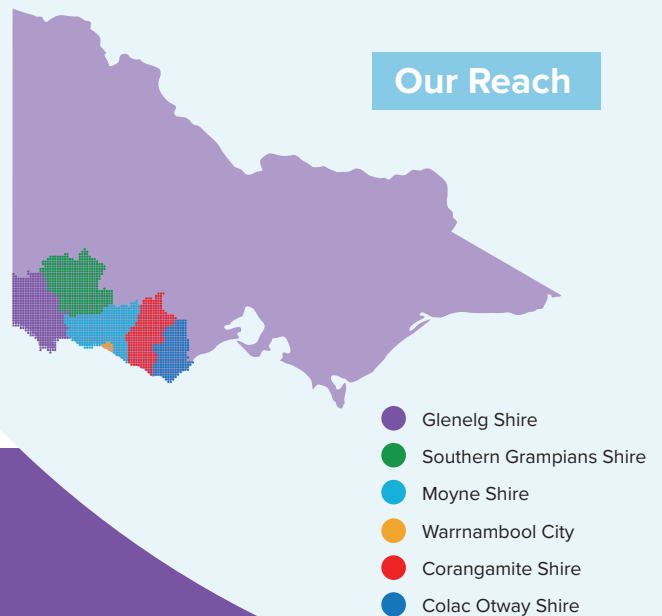 Our Reach
Glenelg Shire
Southern Grampians Shire
Moyne Shire
Warrnambool City
Corangamite Shire
Colac Otway Shire